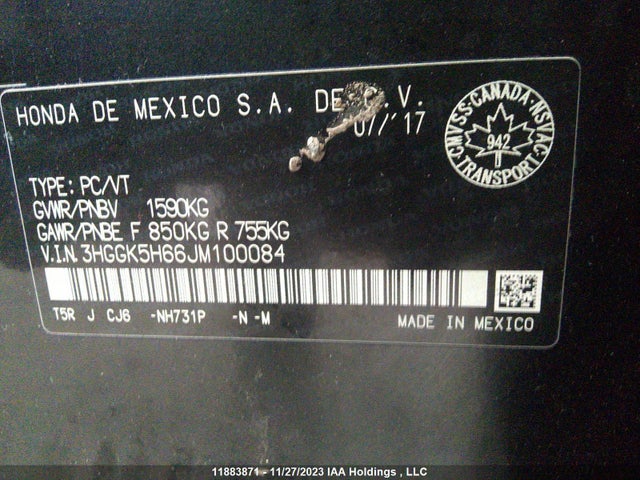 HONDA DE MEXICO S.A. DE C.V.
07/'17
CMVSS-CANADA-NSVAC
942
TRANSPORT
TYPE: PC/VT
GVWR/PNBV 1590KG
GAWR/PNBE F 850KG R 755KG
V.I.N. 3HGGK5H66JM100084
T5R J CJ6 -NH731P -N -M
MADE IN MEXICO
11883871 - 11/27/2023 IAA Holdings , LLC